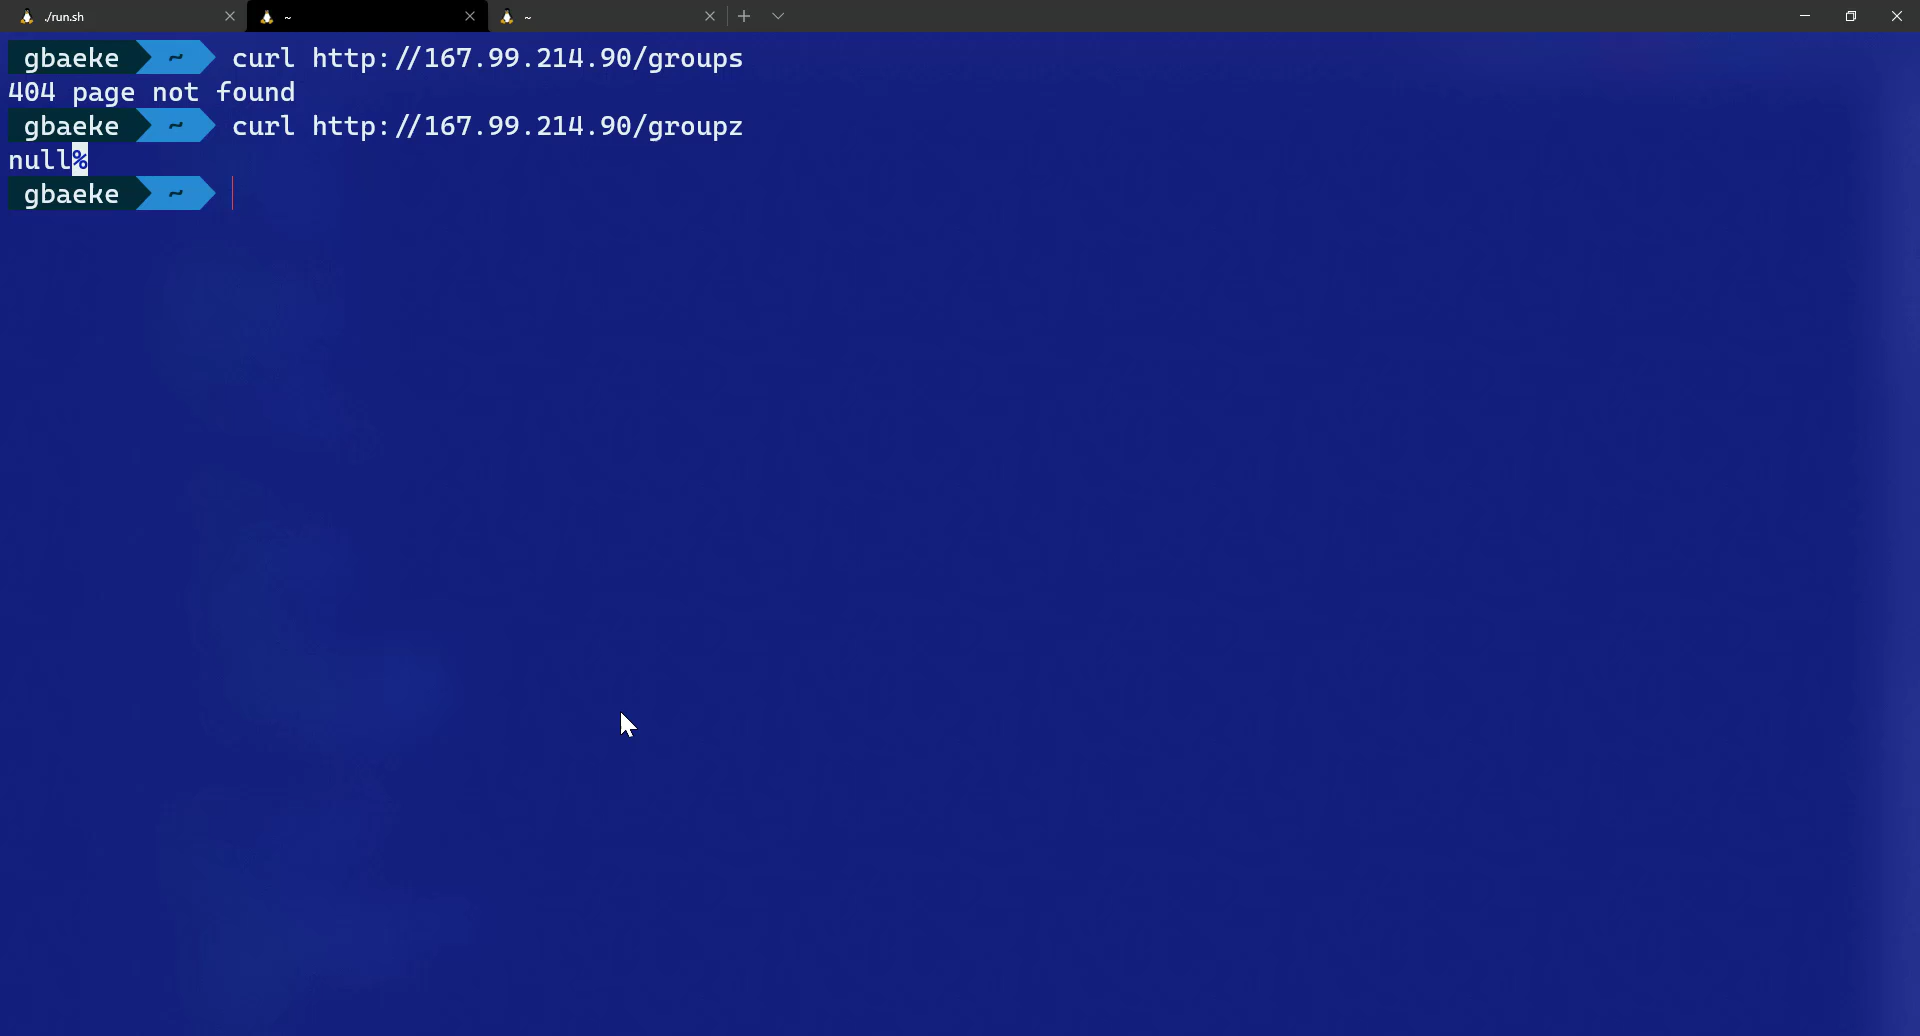 ./run.sh ~ ~
gbaeke ~ curl http://167.99.214.90/groups
404 page not found
gbaeke ~ curl http://167.99.214.90/groupz
null%
gbaeke ~